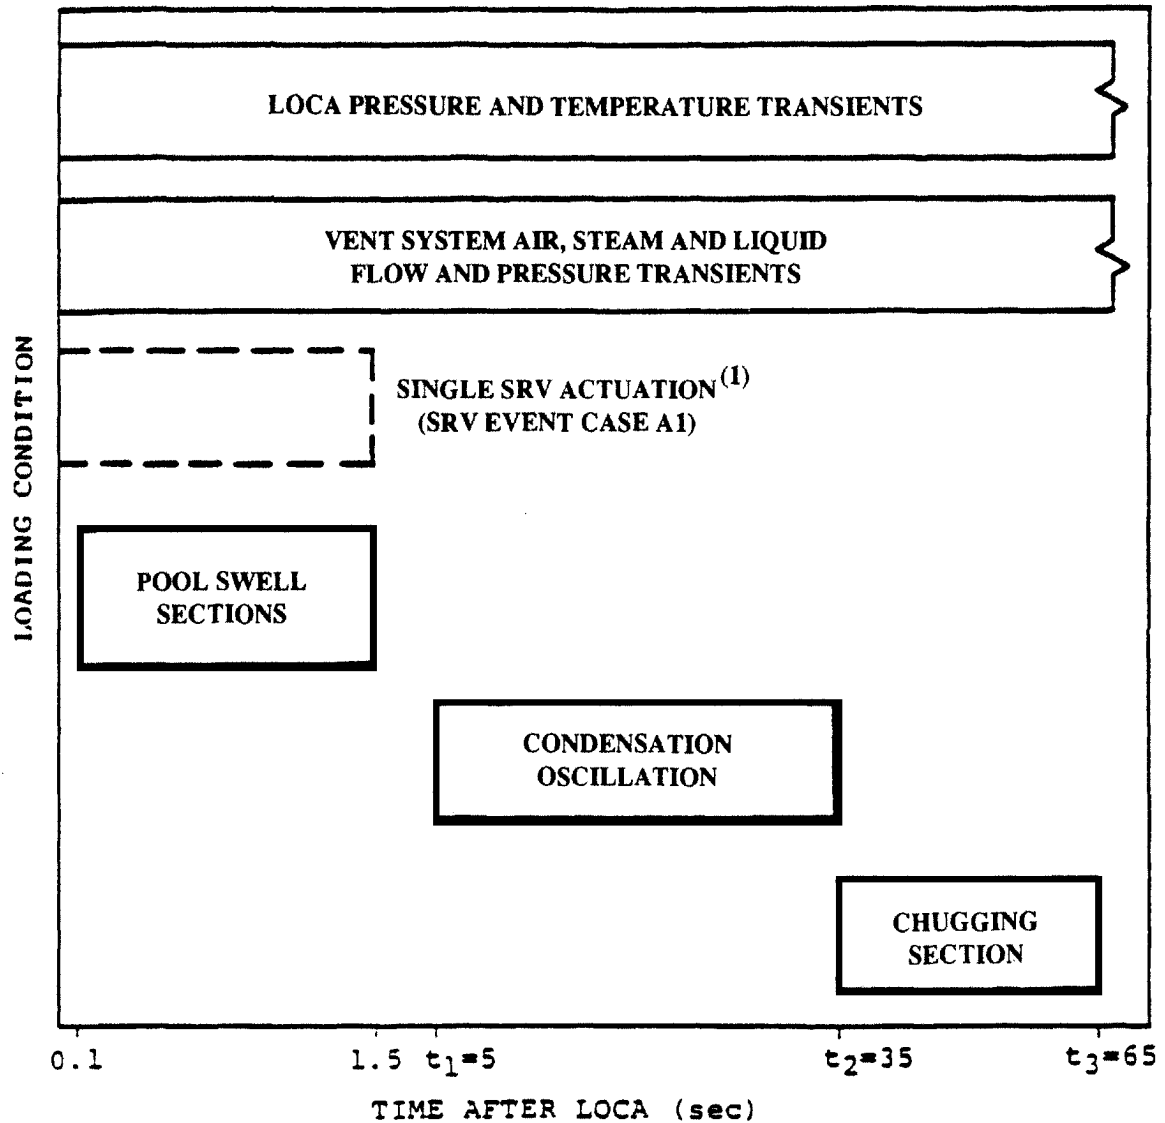 LOCA PRESSURE AND TEMPERATURE TRANSIENTS
VENT SYSTEM AIR, STEAM AND LIQUID
FLOW AND PRESSURE TRANSIENTS
SINGLE SRV ACTUATION(1)
(SRV EVENT CASE A1)
LOADING CONDITION
POOL SWELL
SECTIONS
CONDENSATION
OSCILLATION
CHUGGING
SECTION
0.1 1.5 t1=5 t2=35 t3=65
TIME AFTER LOCA (sec)